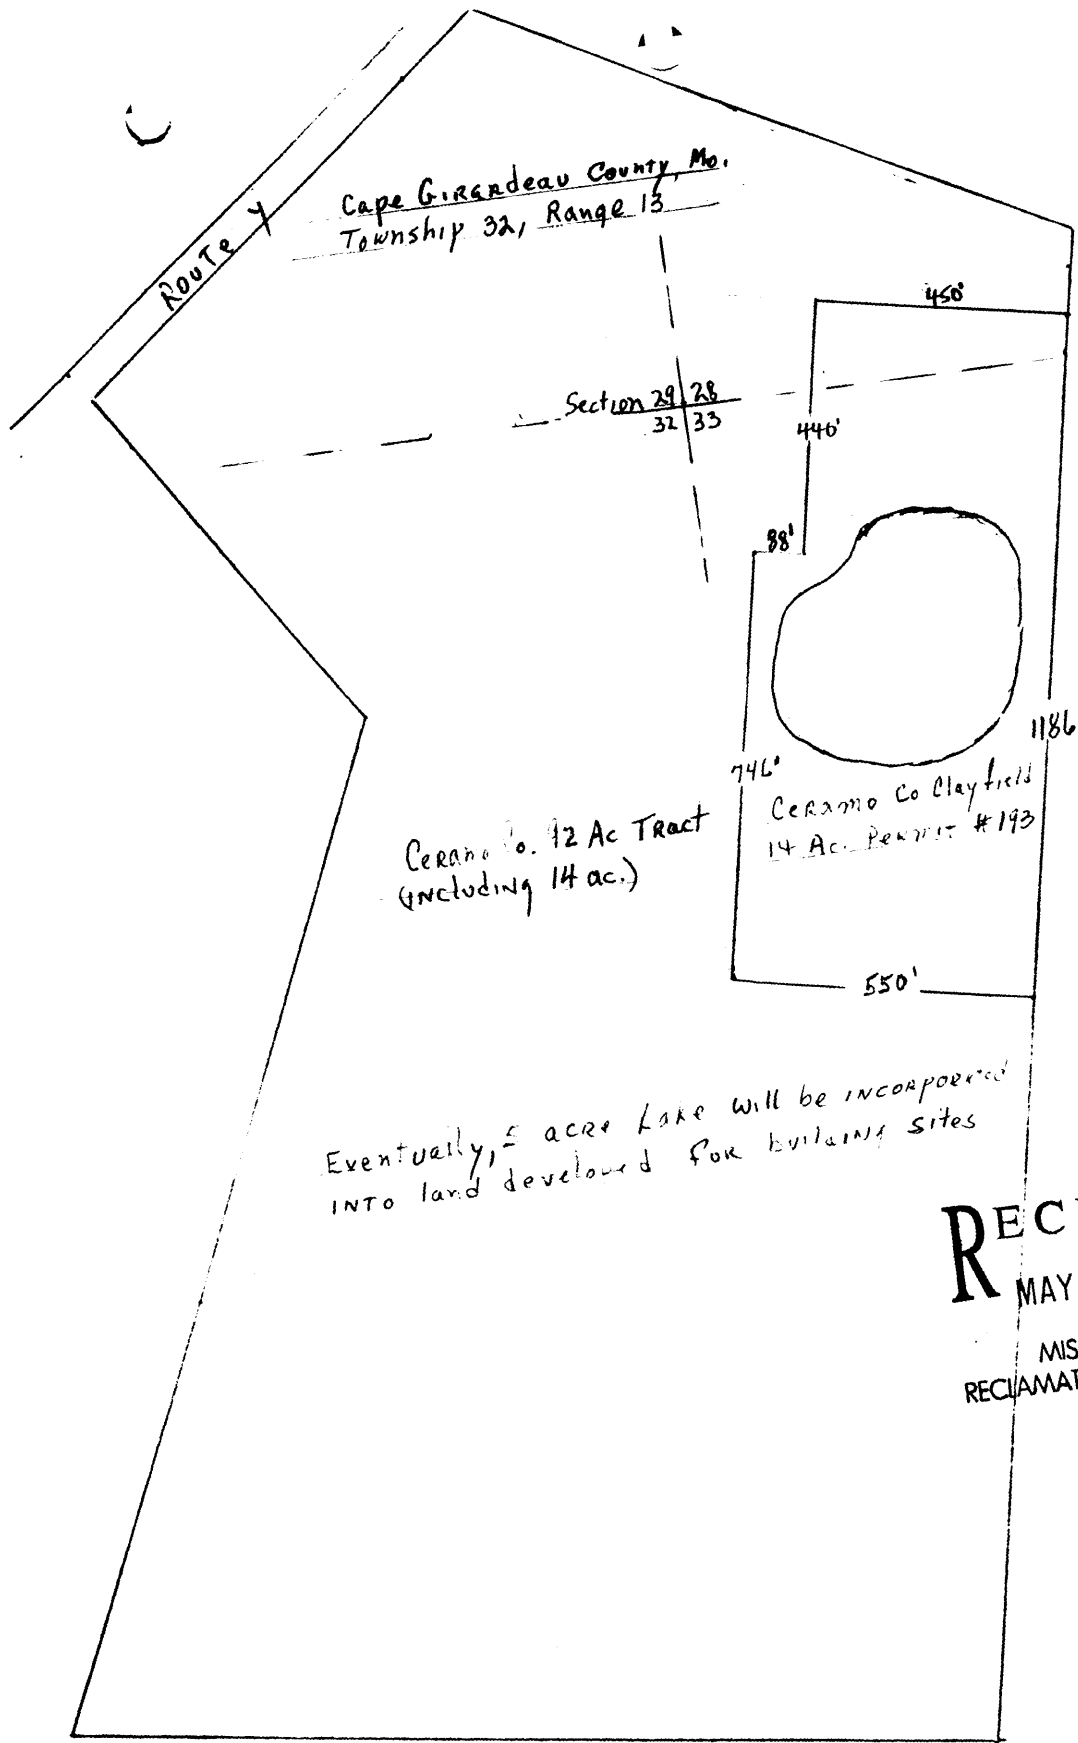 Cape Girardeau County, Mo.
Township 32, Range 13
Route Y
450'
Section 29 28
32 33
440'
88'
1186
746'
Ceramo Co Clayfield
14 Ac. Permit #193
Ceramo Co. 92 Ac Tract
(including 14 ac.)
550'
Eventually, 5 acre Lake will be incorporated
into land developed for building sites
REC
MAY
MIS
RECLAMAT